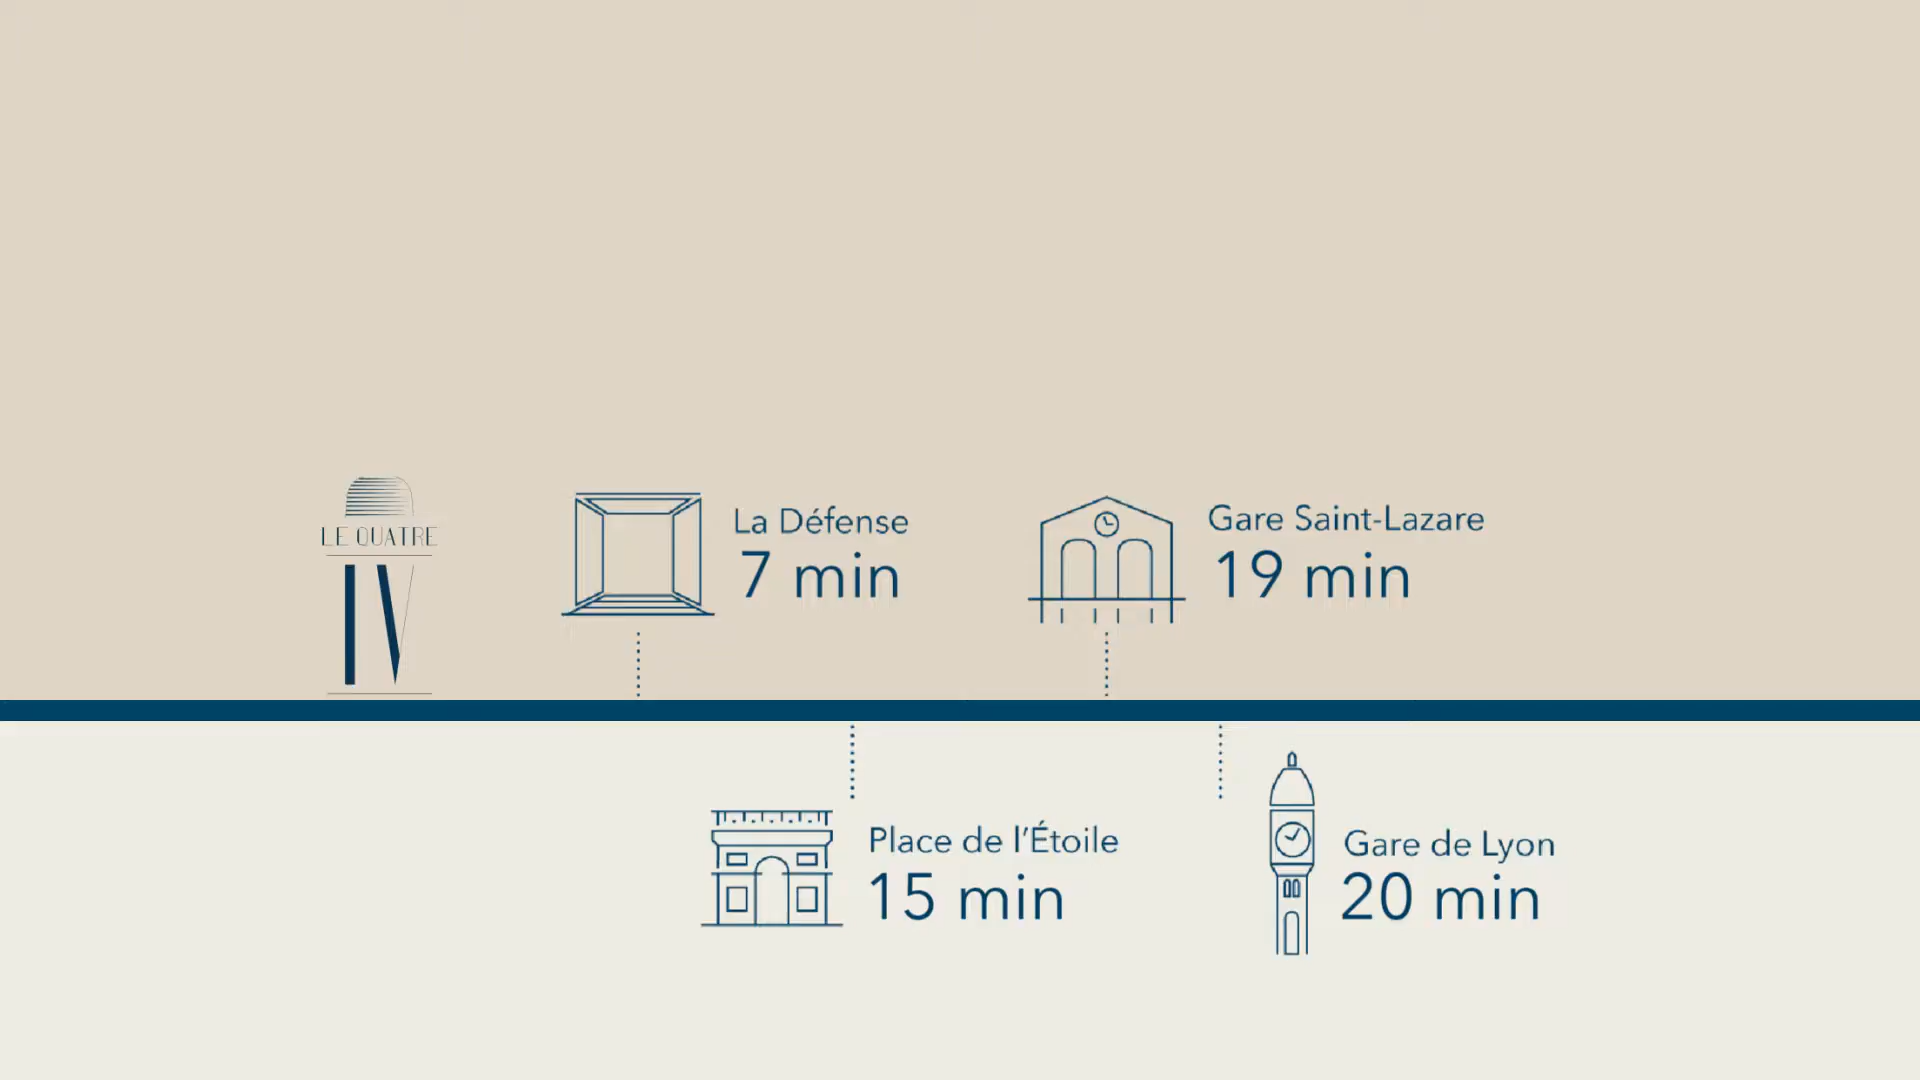 LE QUATRE
IV
La Défense
7 min
Gare Saint-Lazare
19 min
Place de l'Étoile
15 min
Gare de Lyon
20 min